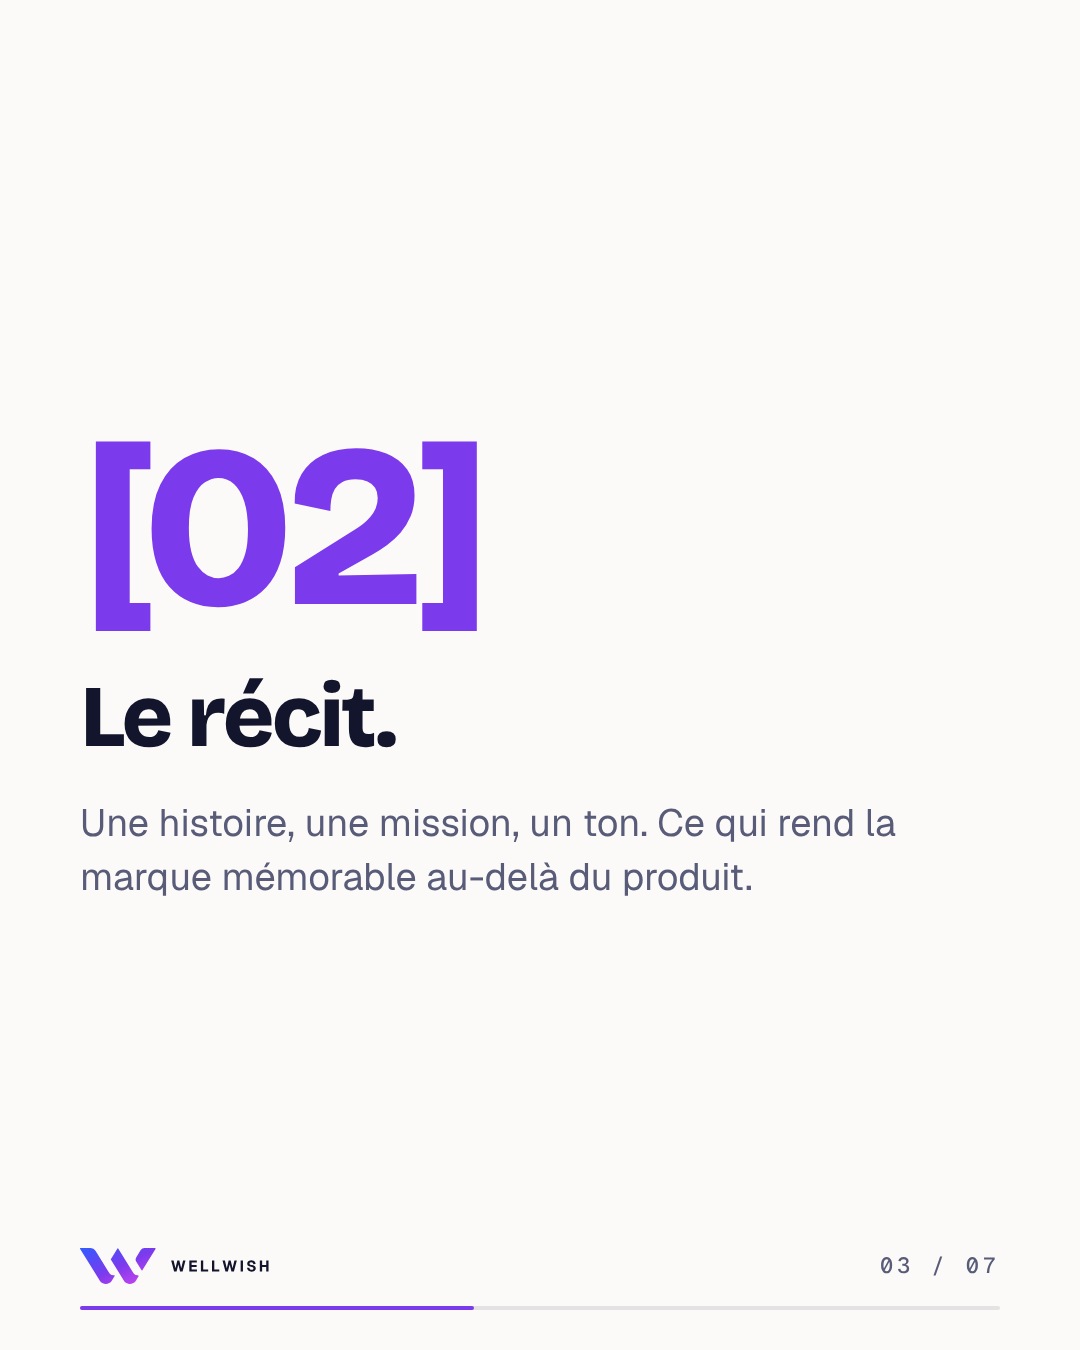 [02]
Le récit.
Une histoire, une mission, un ton. Ce qui rend la
marque mémorable au-delà du produit.
WELLWISH
03 / 07